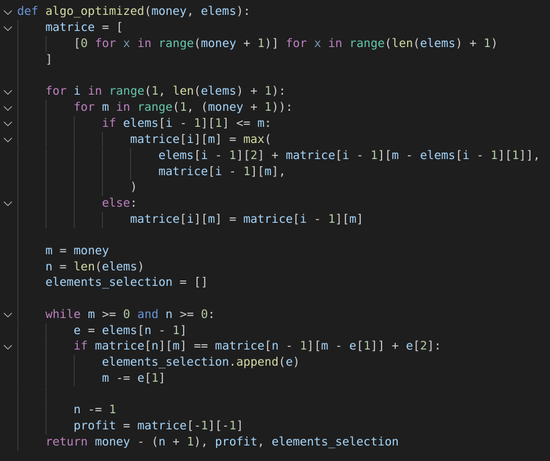 def algo_optimized(money, elems):
    matrice = [
        [0 for x in range(money + 1)] for x in range(len(elems) + 1)
    ]

    for i in range(1, len(elems) + 1):
        for m in range(1, (money + 1)):
            if elems[i - 1][1] <= m:
                matrice[i][m] = max(
                    elems[i - 1][2] + matrice[i - 1][m - elems[i - 1][1]],
                    matrice[i - 1][m],
                )
            else:
                matrice[i][m] = matrice[i - 1][m]

    m = money
    n = len(elems)
    elements_selection = []

    while m >= 0 and n >= 0:
        e = elems[n - 1]
        if matrice[n][m] == matrice[n - 1][m - e[1]] + e[2]:
            elements_selection.append(e)
            m -= e[1]

        n -= 1
        profit = matrice[-1][-1]
    return money - (n + 1), profit, elements_selection